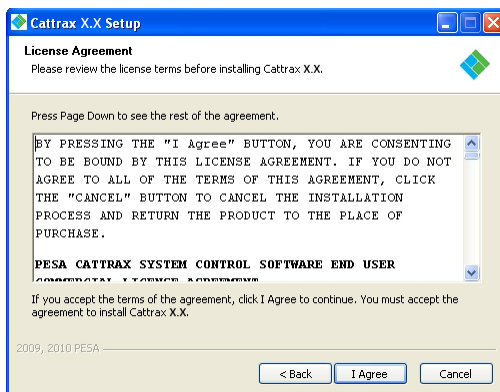 Cattrax X.X Setup
License Agreement
Please review the license terms before installing Cattrax X.X.
Press Page Down to see the rest of the agreement.
BY PRESSING THE "I Agree" BUTTON, YOU ARE CONSENTING
TO BE BOUND BY THIS LICENSE AGREEMENT. IF YOU DO NOT
AGREE TO ALL OF THE TERMS OF THIS AGREEMENT, CLICK
THE "CANCEL" BUTTON TO CANCEL THE INSTALLATION
PROCESS AND RETURN THE PRODUCT TO THE PLACE OF
PURCHASE.
PESA CATTRAX SYSTEM CONTROL SOFTWARE END USER
COMMERCIAL LICENSE AGREEMENT
If you accept the terms of the agreement, click I Agree to continue. You must accept the
agreement to install Cattrax X.X.
2009, 2010 PESA
< Back
I Agree
Cancel